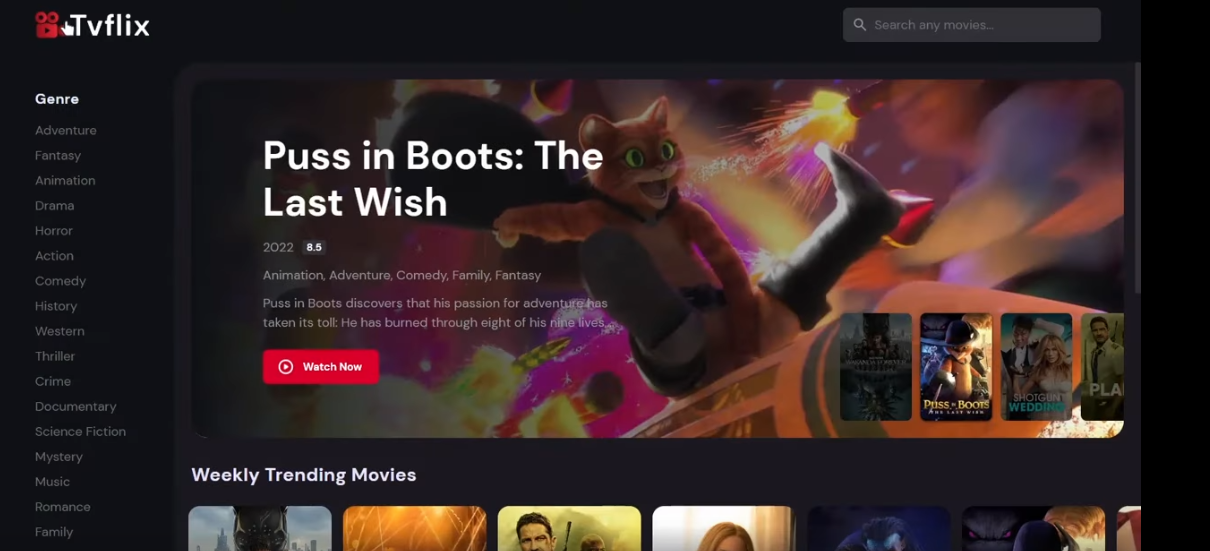 Tvflix
Search any movies...
Genre
Adventure
Fantasy
Animation
Drama
Horror
Action
Comedy
History
Western
Thriller
Crime
Documentary
Science Fiction
Mystery
Music
Romance
Family
Puss in Boots: The
Last Wish
2022 8.5
Animation, Adventure, Comedy, Family, Fantasy
Puss in Boots discovers that his passion for adventure has
taken its toll: He has burned through eight of his nine lives...
Watch Now
WAKANDA FOREVER
PUSS IN BOOTS
THE LAST WISH
SHOTGUN
WEDDING
PLA
Weekly Trending Movies